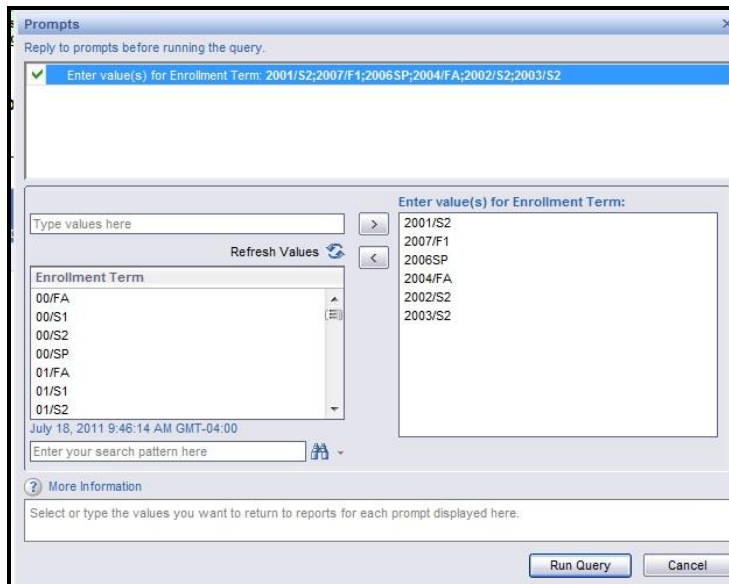 Prompts
Reply to prompts before running the query.
Enter value(s) for Enrollment Term: 2001/S2;2007/F1;2006SP;2004/FA;2002/S2;2003/S2
Type values here
>
Refresh Values
<
Enrollment Term
00/FA
00/S1
00/S2
00/SP
01/FA
01/S1
01/S2
July 18, 2011 9:46:14 AM GMT-04:00
Enter your search pattern here
Enter value(s) for Enrollment Term:
2001/S2
2007/F1
2006SP
2004/FA
2002/S2
2003/S2
? More Information
Select or type the values you want to return to reports for each prompt displayed here.
Run Query
Cancel